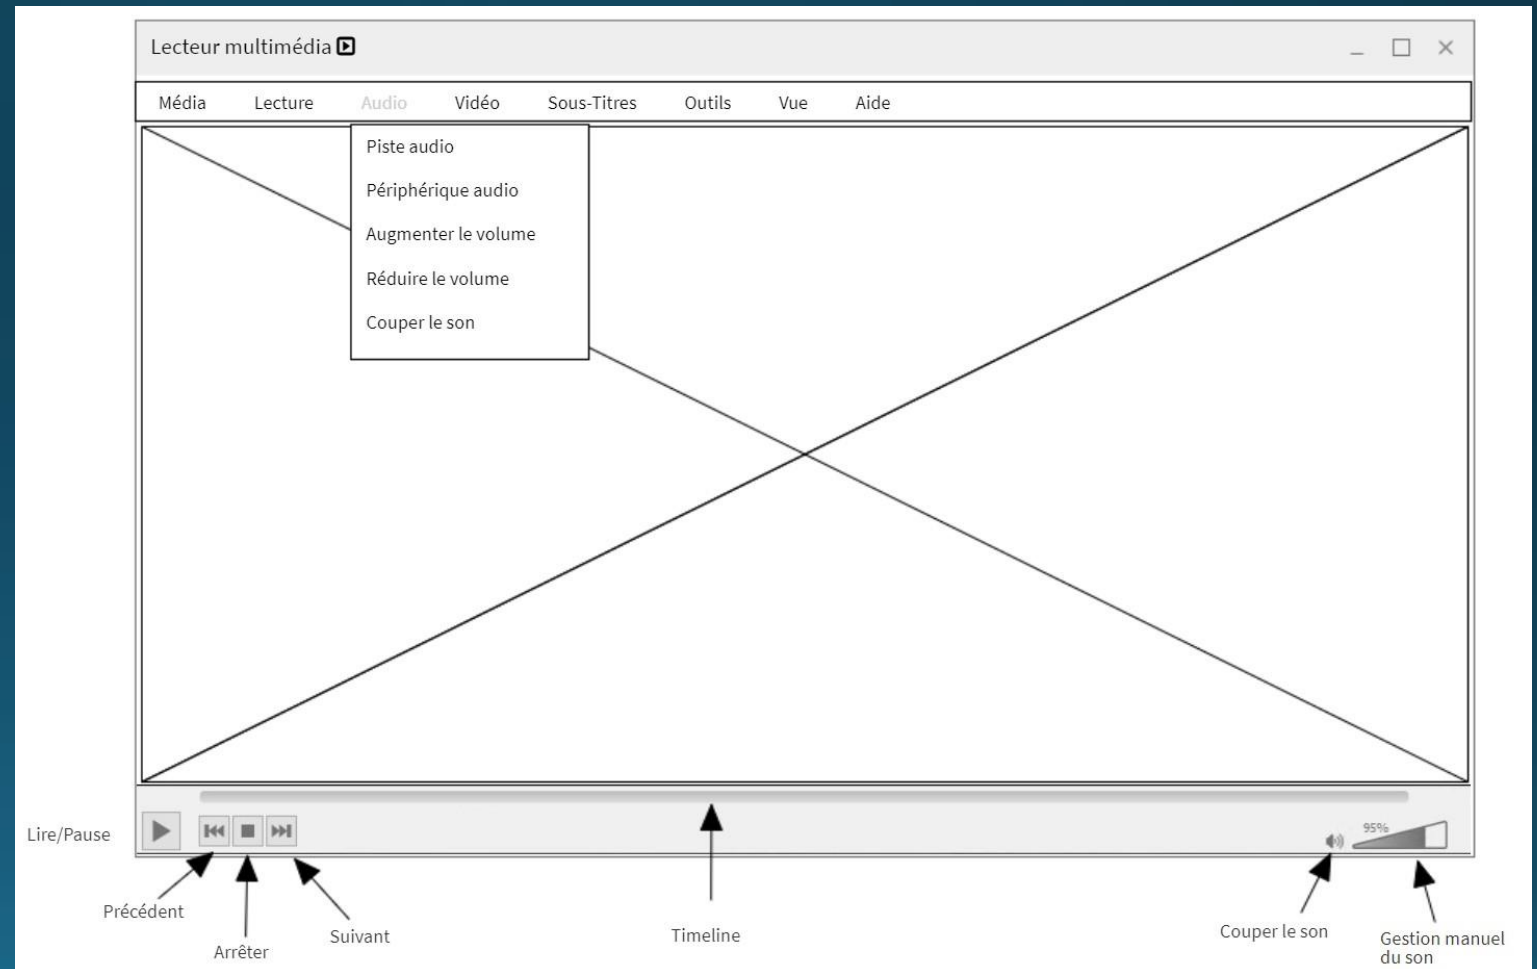 Lecteur multimédia
Média Lecture Audio Vidéo Sous-Titres Outils Vue Aide
Piste audio
Périphérique audio
Augmenter le volume
Réduire le volume
Couper le son
95%
Lire/Pause
Précédent
Arrêter
Suivant
Timeline
Couper le son
Gestion manuel
du son